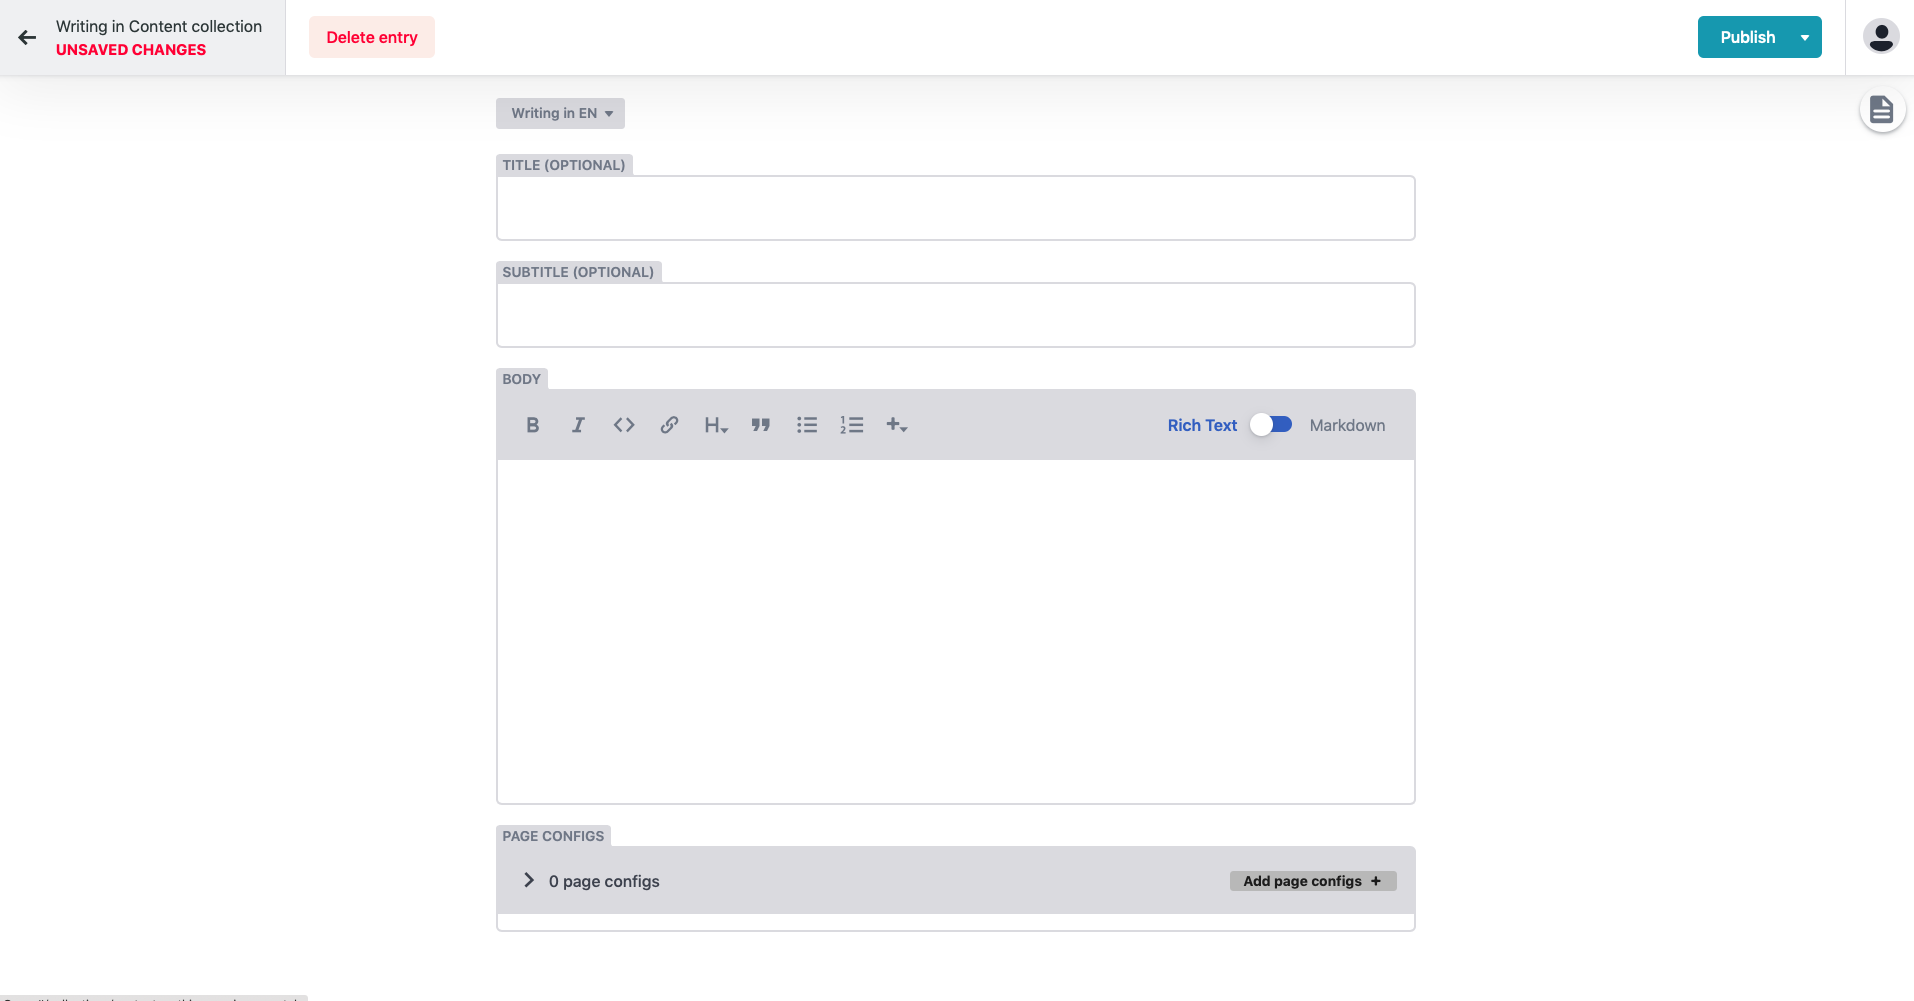 Writing in Content collection
UNSAVED CHANGES
Delete entry
Publish
Writing in EN
TITLE (OPTIONAL)
SUBTITLE (OPTIONAL)
BODY
B I H
Rich Text Markdown
PAGE CONFIGS
0 page configs
Add page configs +